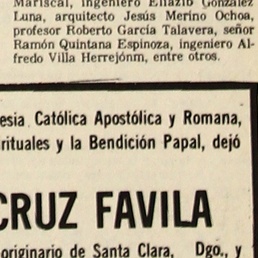 Mariscal, ingeniero Eliazib González
Luna, arquitecto Jesús Merino Ochoa,
profesor Roberto García Talavera, señor
Ramón Quintana Espinoza, ingeniero Al-
fredo Villa Herrejónm, entre otros.
esia Católica Apostólica y Romana,
rituales y la Bendición Papal, dejó
CRUZ FAVILA
originario de Santa Clara, Dgo., y